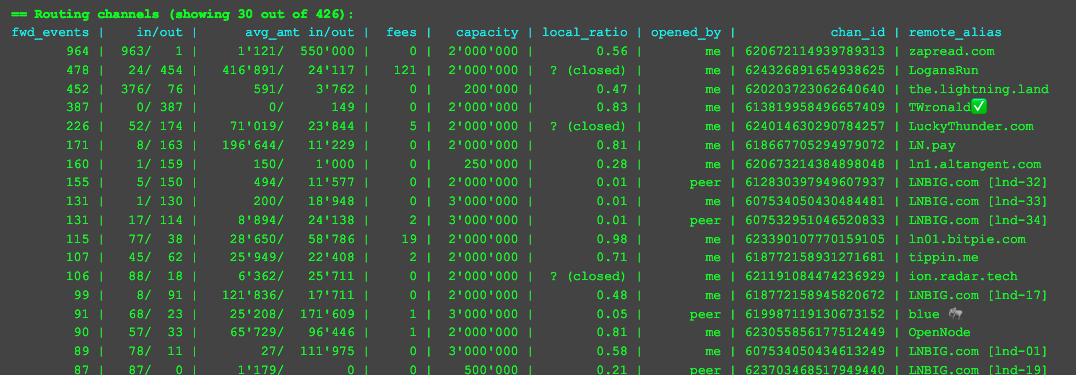 == Routing channels (showing 30 out of 426):
fwd_events | in/out | avg_amt in/out | fees | capacity | local_ratio | opened_by | chan_id | remote_alias
964 | 963/ 1 | 1'121/ 550'000 | 0 | 2'000'000 | 0.56 | me | 620672114939789313 | zapread.com
478 | 24/ 454 | 416'891/ 24'117 | 121 | 2'000'000 | ? (closed) | me | 624326891654938625 | LogansRun
452 | 376/ 76 | 591/ 3'762 | 0 | 200'000 | 0.47 | me | 620203723062640640 | the.lightning.land
387 | 0/ 387 | 0/ 149 | 0 | 2'000'000 | 0.83 | me | 613819958496657409 | TWronald✅
226 | 52/ 174 | 71'019/ 23'844 | 5 | 2'000'000 | ? (closed) | me | 624014630290784257 | LuckyThunder.com
171 | 8/ 163 | 196'644/ 11'229 | 0 | 2'000'000 | 0.81 | me | 618667705294979072 | LN.pay
160 | 1/ 159 | 150/ 1'000 | 0 | 250'000 | 0.28 | me | 620673214384898048 | ln1.altangent.com
155 | 5/ 150 | 494/ 11'577 | 0 | 2'000'000 | 0.01 | peer | 612830397949607937 | LNBIG.com [lnd-32]
131 | 1/ 130 | 200/ 18'948 | 0 | 3'000'000 | 0.01 | me | 607534050430484481 | LNBIG.com [lnd-33]
131 | 17/ 114 | 8'894/ 24'138 | 2 | 3'000'000 | 0.01 | peer | 607532951046520833 | LNBIG.com [lnd-34]
115 | 77/ 38 | 28'650/ 58'786 | 19 | 2'000'000 | 0.98 | me | 623390107770159105 | ln01.bitpie.com
107 | 45/ 62 | 25'949/ 22'408 | 2 | 2'000'000 | 0.71 | me | 618772158931271681 | tippin.me
106 | 88/ 18 | 6'362/ 25'711 | 0 | 2'000'000 | ? (closed) | me | 621191084474236929 | ion.radar.tech
99 | 8/ 91 | 121'836/ 17'711 | 0 | 2'000'000 | 0.48 | me | 618772158945820672 | LNBIG.com [lnd-17]
91 | 68/ 23 | 25'208/ 171'609 | 1 | 3'000'000 | 0.05 | peer | 619987119130673152 | blue
90 | 57/ 33 | 65'729/ 96'446 | 1 | 2'000'000 | 0.81 | me | 623055856177512449 | OpenNode
89 | 78/ 11 | 27/ 111'975 | 0 | 3'000'000 | 0.58 | me | 607534050434613249 | LNBIG.com [lnd-01]
87 | 87/ 0 | 1'179/ 0 | 0 | 500'000 | 0.21 | peer | 623703468517949440 | LNBIG.com [lnd-19]